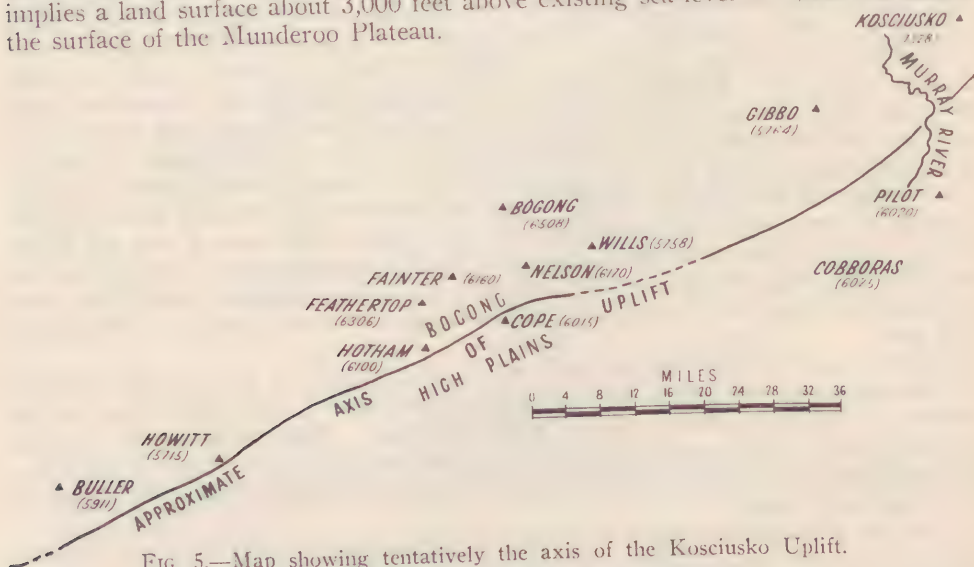 implies a land surface about 3,000 feet above existing sea level
the surface of the Munderoo Plateau.
KOSCIUSKO
MURRAY RIVER
GIBBO
(5764)
PILOT
(6020)
BOGONG
(6508)
WILLS (5758)
COBBORAS
(6025)
NELSON (6170)
FAINTER (6160)
FEATHERTOP
(6306)
BOGONG
HIGH PLAINS
COPE (6015)
HOTHAM
(6100)
MILES
0 4 8 12 16 20 24 28 32 36
HOWITT
(5715)
BULLER
(5911)
APPROXIMATE AXIS OF UPLIFT
FIG. 5.—Map showing tentatively the axis of the Kosciusko Uplift.